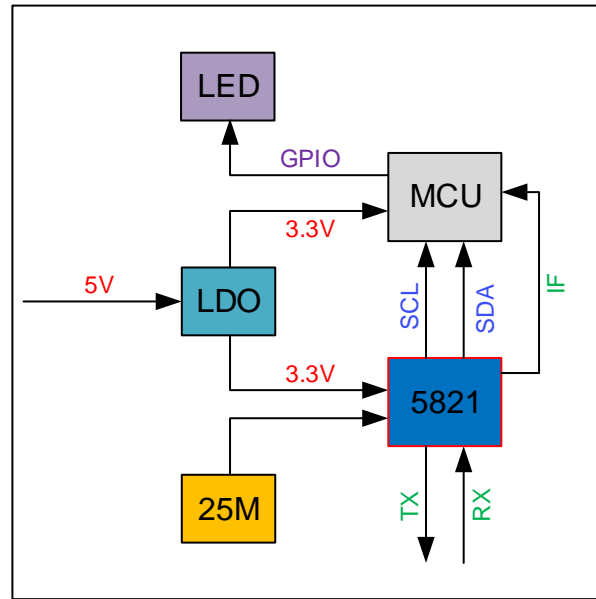 LED
GPIO
MCU
3.3V
5V
LDO
SCL
SDA
IF
3.3V
5821
25M
TX
RX